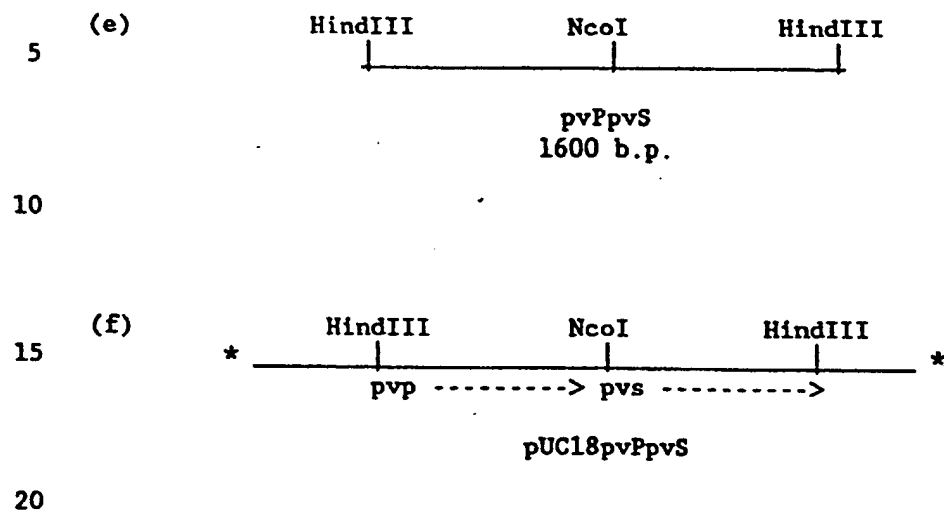 (e) HindIII NcoI HindIII
5
pvPpvS
1600 b.p.
10
(f) HindIII NcoI HindIII
15 * *
pvp --------> pvs --------->
pUC18pvPpvS
20